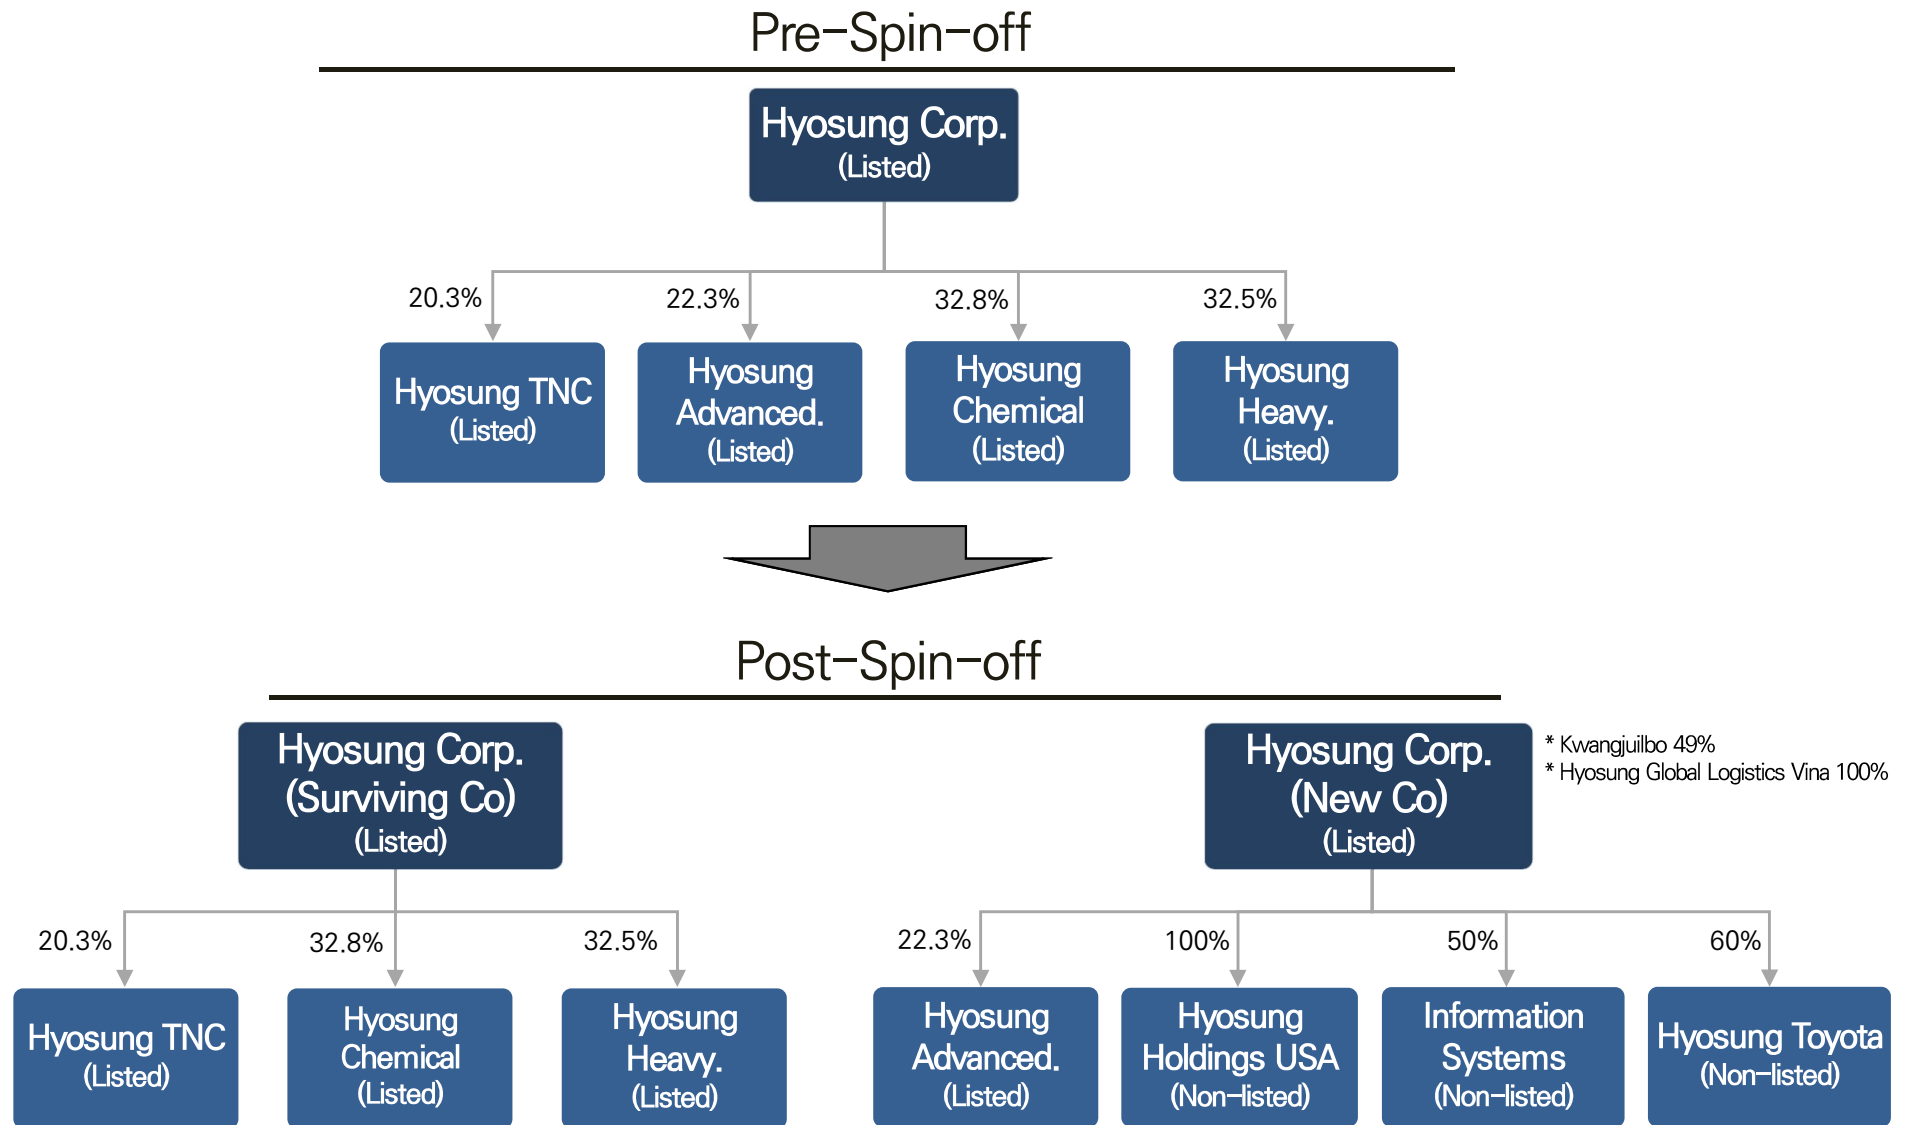 Pre-Spin-off
Hyosung Corp.
(Listed)
20.3%
22.3%
32.8%
32.5%
Hyosung TNC
(Listed)
Hyosung
Advanced.
(Listed)
Hyosung
Chemical
(Listed)
Hyosung
Heavy.
(Listed)
Post-Spin-off
Hyosung Corp.
(Surviving Co)
(Listed)
Hyosung Corp.
(New Co)
(Listed)
* Kwangjuilbo 49%
* Hyosung Global Logistics Vina 100%
20.3%
32.8%
32.5%
22.3%
100%
50%
60%
Hyosung TNC
(Listed)
Hyosung
Chemical
(Listed)
Hyosung
Heavy.
(Listed)
Hyosung
Advanced.
(Listed)
Hyosung
Holdings USA
(Non-listed)
Information
Systems
(Non-listed)
Hyosung Toyota
(Non-listed)